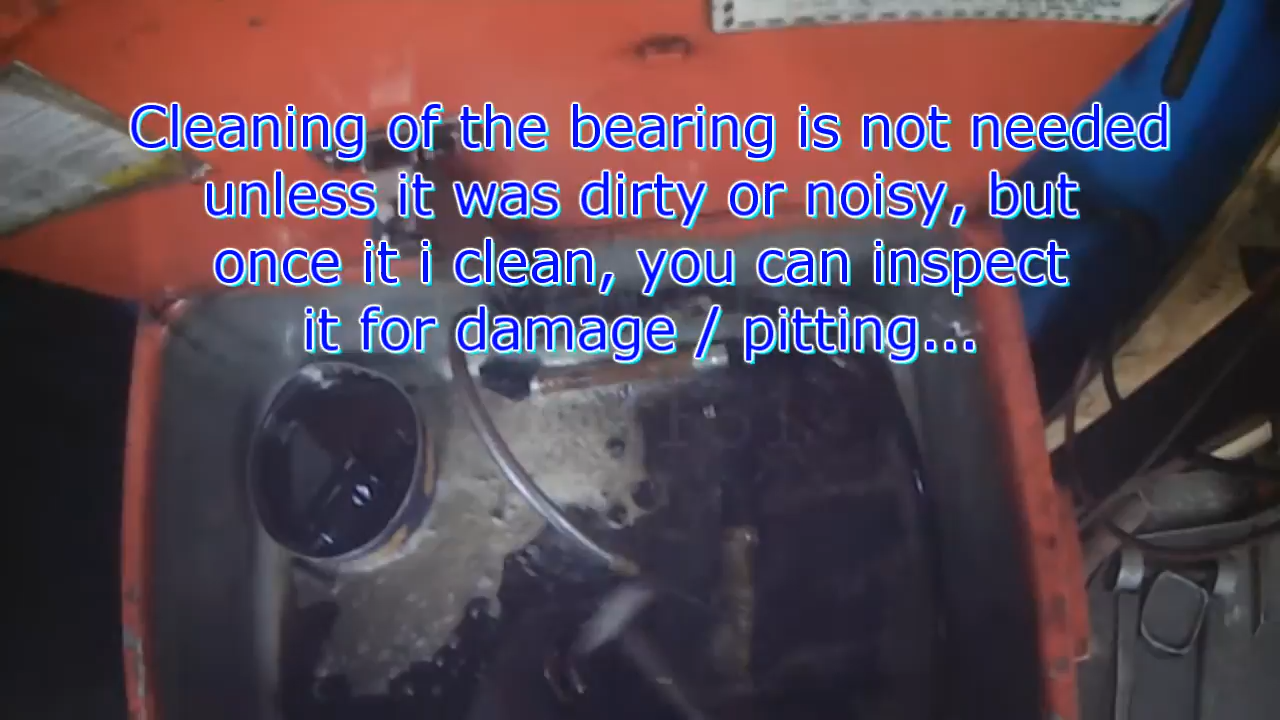 Cleaning of the bearing is not needed
unless it was dirty or noisy, but
once it i clean, you can inspect
it for damage / pitting...